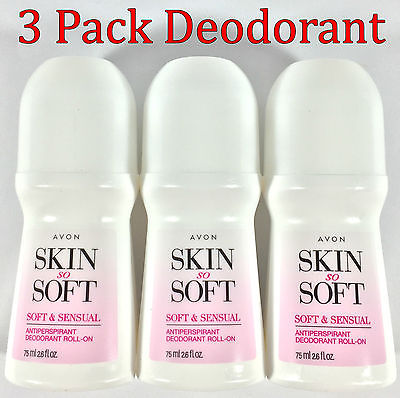 3 Pack Deodorant
AVON
SKIN
so
SOFT
SOFT & SENSUAL
ANTIPERSPIRANT
DEODORANT ROLL-ON
75 ml 2.6 fl.oz.
AVON
SKIN
so
SOFT
SOFT & SENSUAL
ANTIPERSPIRANT
DEODORANT ROLL-ON
75 ml 2.6 fl.oz.
AVON
SKIN
so
SOFT
SOFT & SENSUAL
ANTIPERSPIRANT
DEODORANT ROLL-ON
75 ml 2.6 fl.oz.